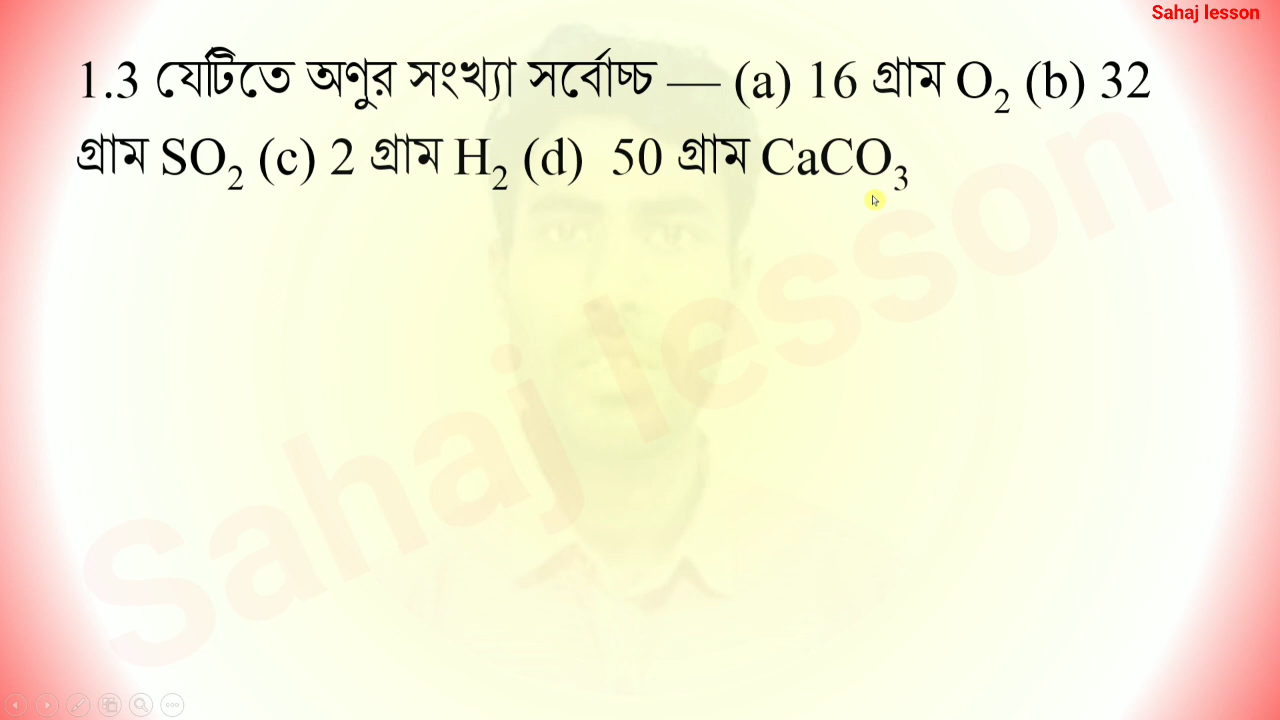 Sahaj lesson
1.3 যেটিতে অণুর সংখ্যা সর্বোচ্চ — (a) 16 গ্রাম O₂ (b) 32
গ্রাম SO₂ (c) 2 গ্রাম H₂ (d) 50 গ্রাম CaCO₃
Sahaj lesson